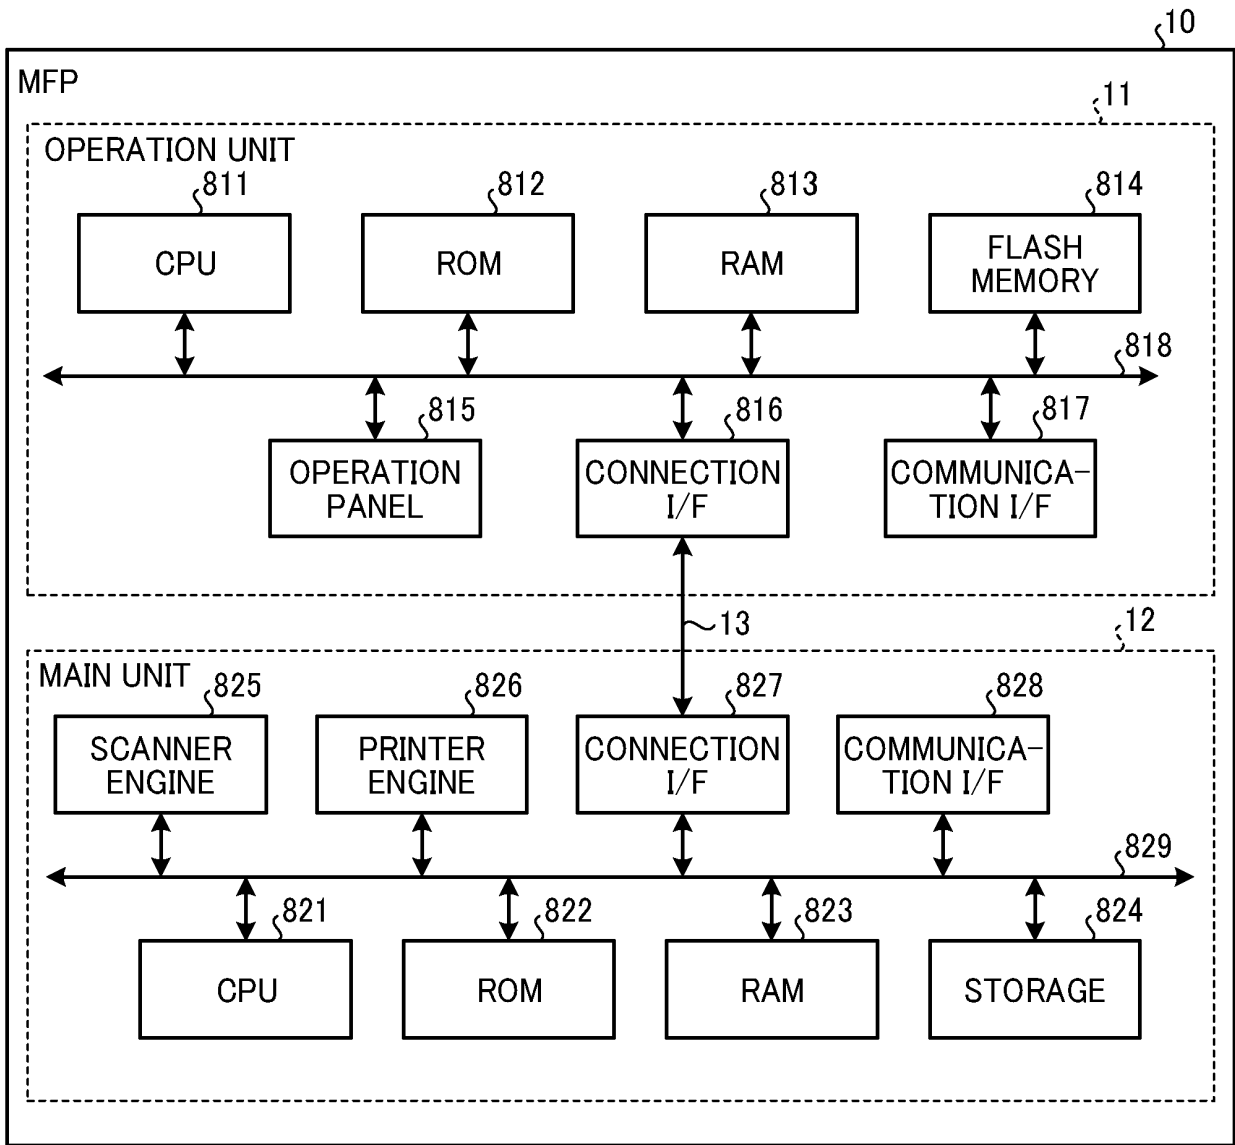 10
MFP
11
OPERATION UNIT
811
812
813
814
CPU
ROM
RAM
FLASH
MEMORY
818
815
816
817
OPERATION
PANEL
CONNECTION
I/F
COMMUNICA-
TION I/F
13
12
MAIN UNIT
825
826
827
828
SCANNER
ENGINE
PRINTER
ENGINE
CONNECTION
I/F
COMMUNICA-
TION I/F
829
821
822
823
824
CPU
ROM
RAM
STORAGE